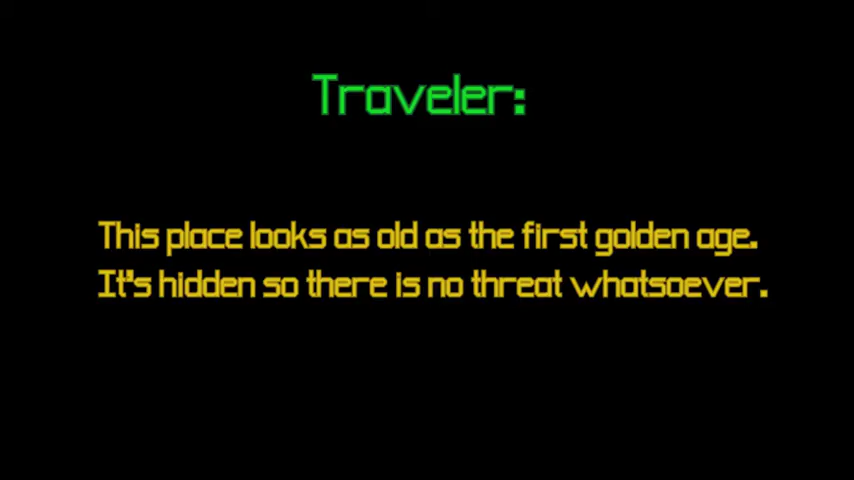 Traveler:
This place looks as old as the first golden age.
It's hidden so there is no threat whatsoever.